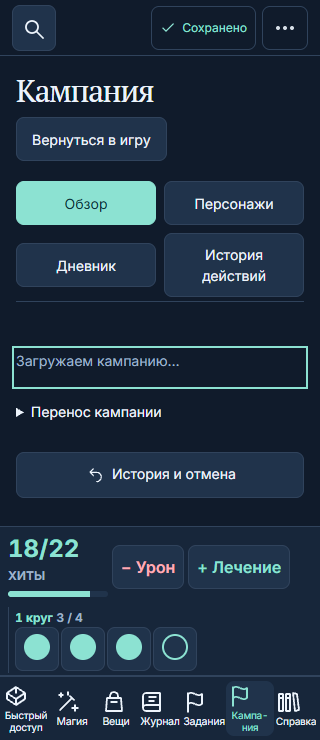 Сохранено
Кампания
Вернуться в игру
Обзор
Персонажи
Дневник
История
действий
Загружаем кампанию...
Перенос кампании
История и отмена
18/22
ХИТЫ
− Урон
+ Лечение
1 круг 3 / 4
Быстрый
доступ
Магия
Вещи
Журнал
Задания
Кампа-
ния
Справка